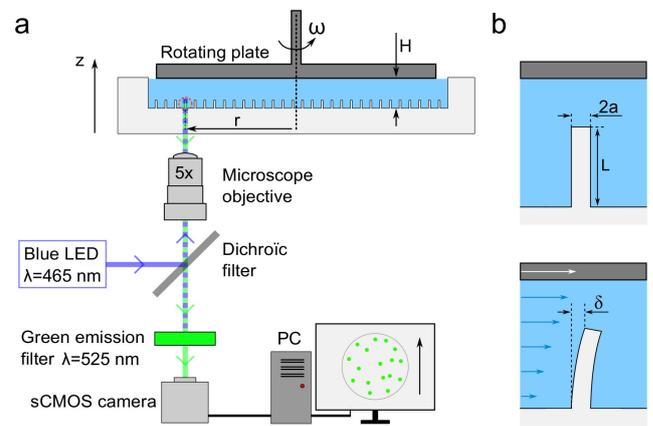 a
b
z
Rotating plate
ω
H
r
5x
Microscope
objective
Blue LED
λ=465 nm
Dichroïc
filter
Green emission
filter λ=525 nm
sCMOS camera
PC
2a
L
δ